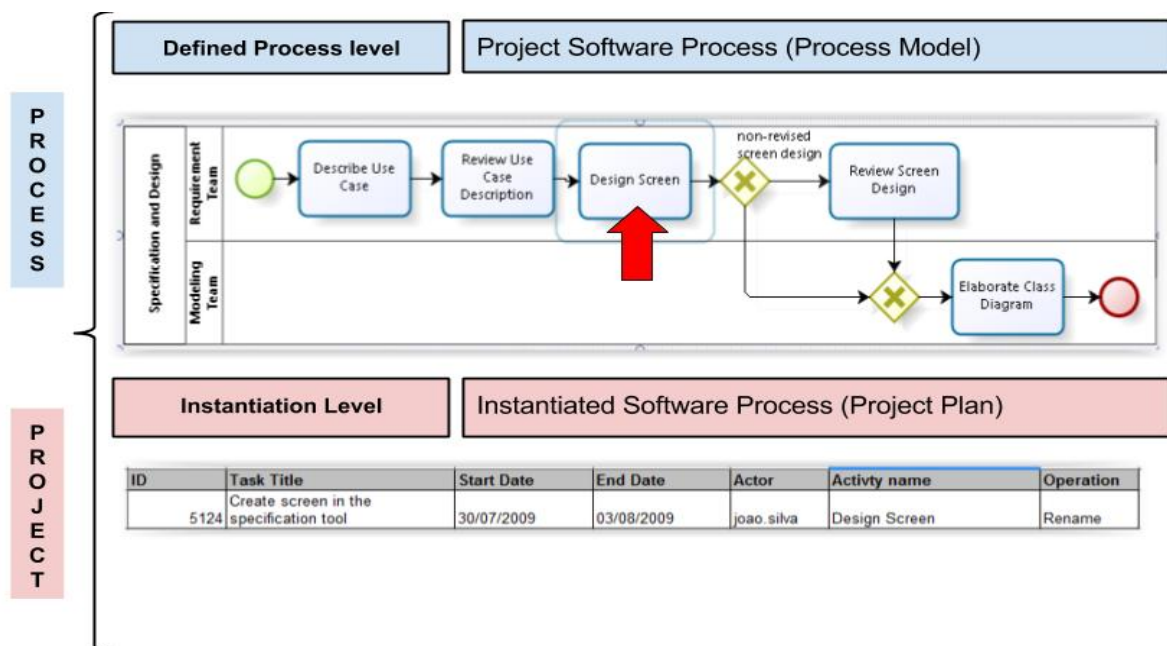 Defined Process level
Project Software Process (Process Model)
PROCESS
Specification and Design
Requirement
Team
Modeling
Team
Describe Use
Case
Review Use
Case
Description
Design Screen
non-revised
screen design
Review Screen
Design
Elaborate Class
Diagram
Instantiation Level
Instantiated Software Process (Project Plan)
PROJECT
ID Task Title Start Date End Date Actor Activty name Operation
Create screen in the
5124 specification tool 30/07/2009 03/08/2009 joao.silva Design Screen Rename